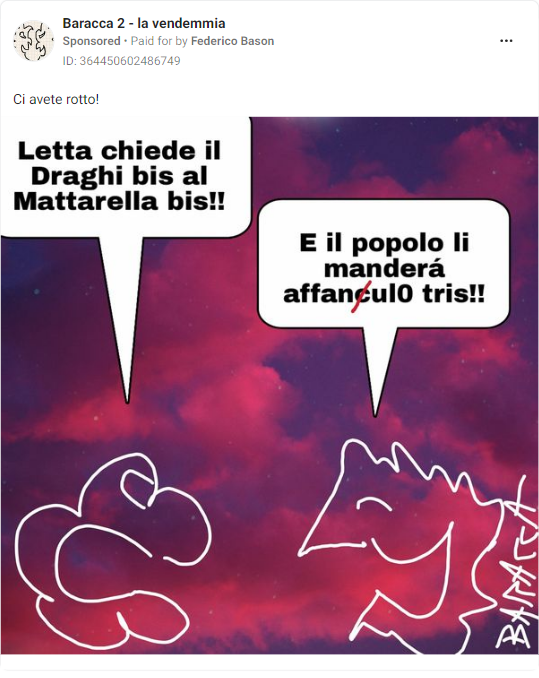 Baracca 2 - la vendemmia
Sponsored • Paid for by Federico Bason
ID: 364450602486749
Ci avete rotto!
Letta chiede il
Draghi bis al
Mattarella bis!!
E il popolo li
manderá
affancul0 tris!!
BARACCA